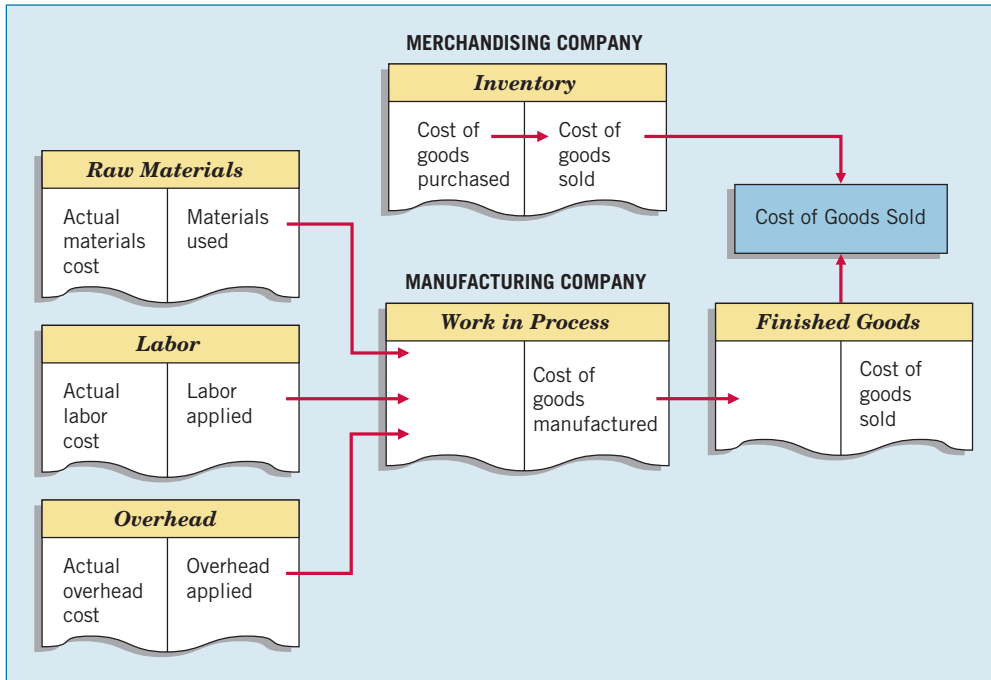 MERCHANDISING COMPANY
Inventory
Cost of
goods
purchased
Cost of
goods
sold
Raw Materials
Actual
materials
cost
Materials
used
Cost of Goods Sold
MANUFACTURING COMPANY
Labor
Actual
labor
cost
Labor
applied
Work in Process
Cost of
goods
manufactured
Finished Goods
Cost of
goods
sold
Overhead
Actual
overhead
cost
Overhead
applied